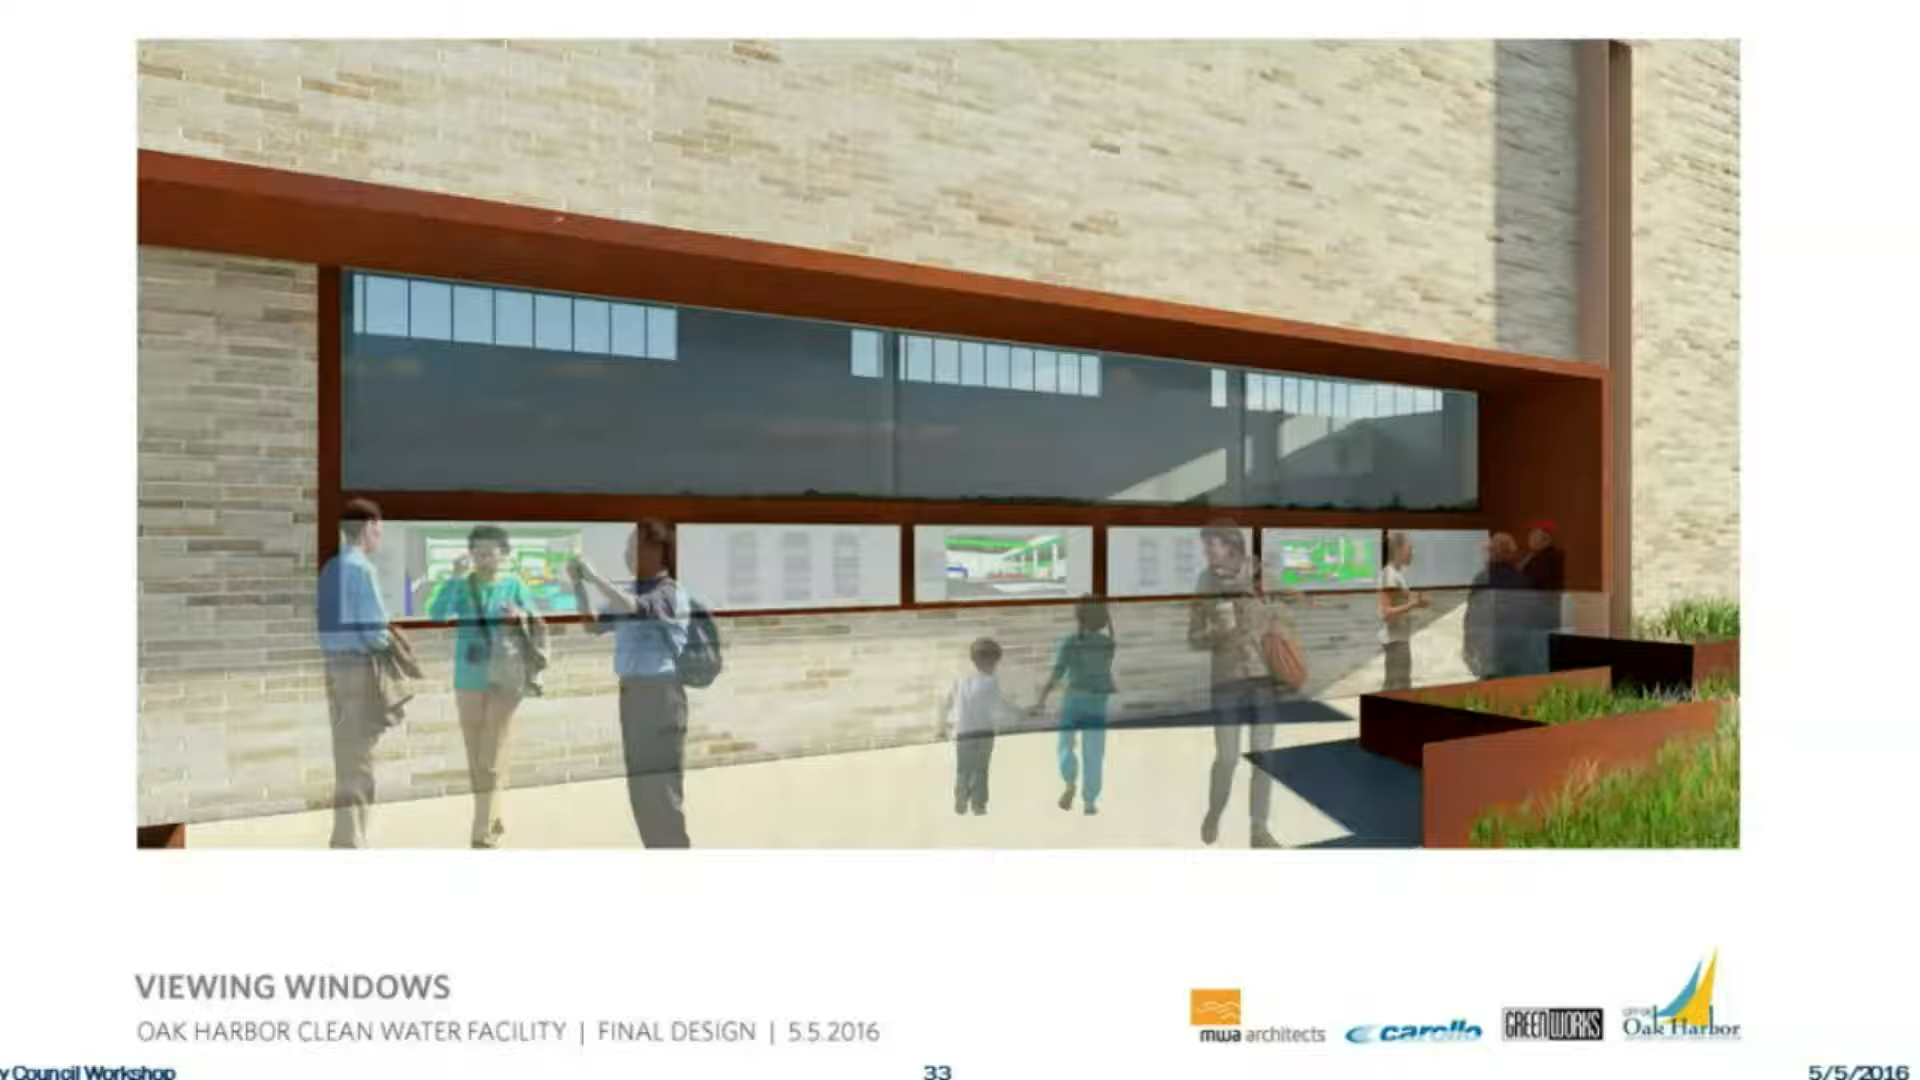 VIEWING WINDOWS
OAK HARBOR CLEAN WATER FACILITY | FINAL DESIGN | 5.5.2016
mwa architects
carollo
GREENWORKS
Oak Harbor
y Council Workshop
33
5/5/2016